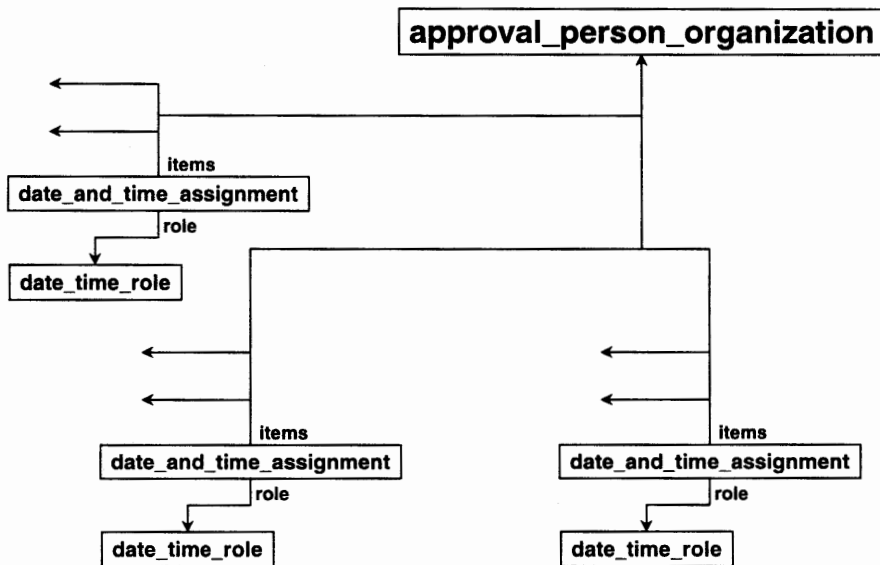 approval_person_organization
items
date_and_time_assignment
role
date_time_role
items
items
date_and_time_assignment
date_and_time_assignment
role
role
date_time_role
date_time_role